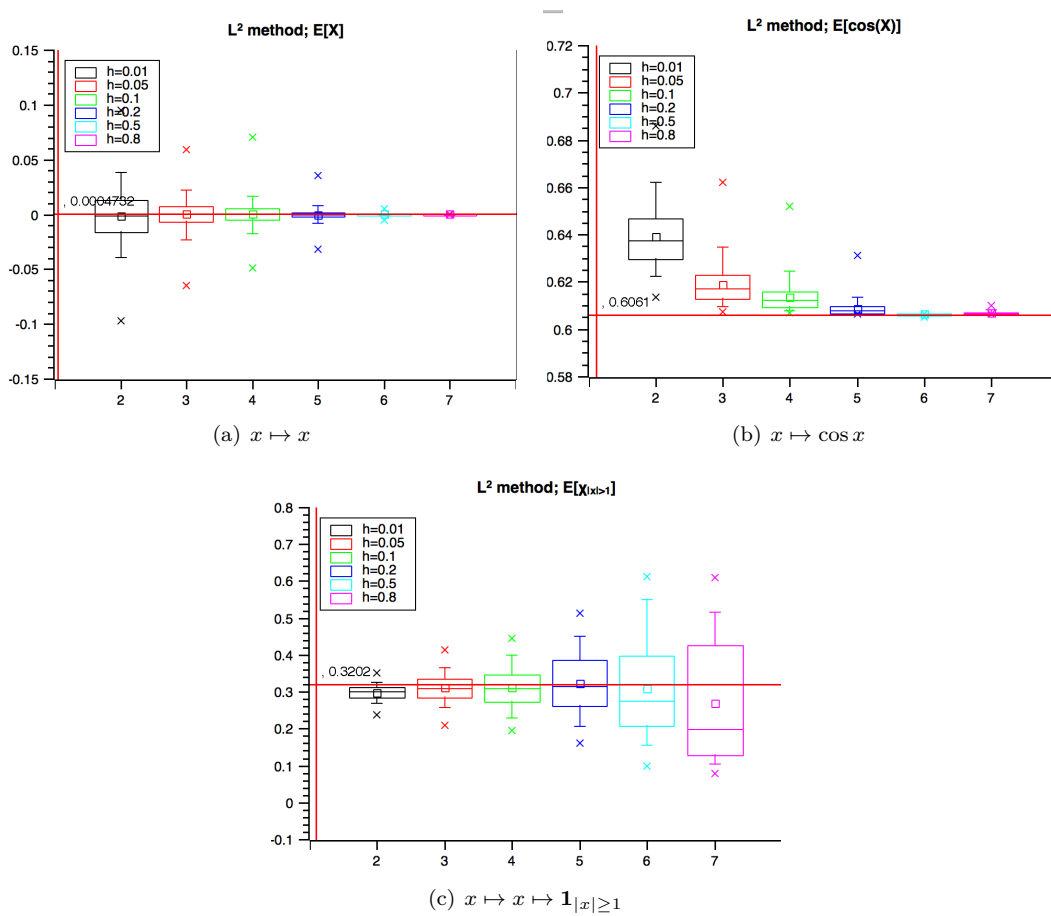 L² method; E[X]
0.15
0.1
0.05
0
-0.05
-0.1
-0.15
h=0.01
h=0.05
h=0.1
h=0.2
h=0.5
h=0.8
, 0.0004732
2 3 4 5 6 7
(a) x ↦ x
L² method; E[cos(X)]
0.72
0.7
0.68
0.66
0.64
0.62
0.6
0.58
h=0.01
h=0.05
h=0.1
h=0.2
h=0.5
h=0.8
, 0.6061
2 3 4 5 6 7
(b) x ↦ cos x
L² method; E[χ|x|>1]
0.8
0.7
0.6
0.5
0.4
0.3
0.2
0.1
0
-0.1
h=0.01
h=0.05
h=0.1
h=0.2
h=0.5
h=0.8
, 0.3202
2 3 4 5 6 7
(c) x ↦ x ↦ 1|x|≥1